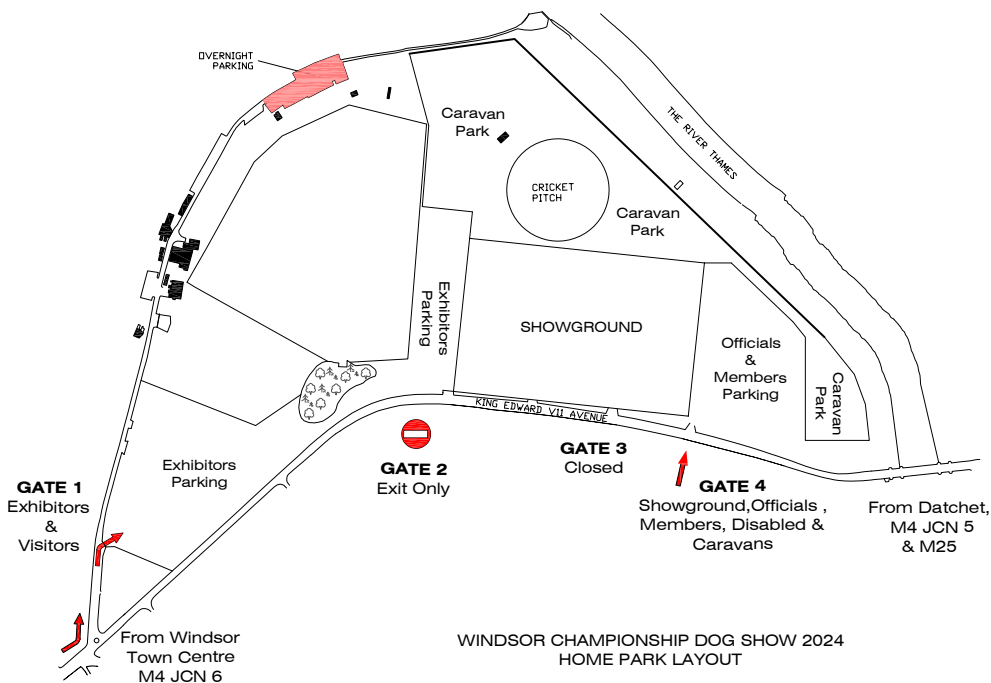 OVERNIGHT
PARKING
Caravan
Park
THE RIVER THAMES
CRICKET
PITCH
Caravan
Park
Exhibitors
Parking
SHOWGROUND
Officials
&
Members
Parking
Caravan
Park
KING EDWARD V11 AVENUE
Exhibitors
Parking
GATE 1
Exhibitors
&
Visitors
GATE 2
Exit Only
GATE 3
Closed
GATE 4
Showground,Officials ,
Members, Disabled &
Caravans
From Datchet,
M4 JCN 5
& M25
From Windsor
Town Centre
M4 JCN 6
WINDSOR CHAMPIONSHIP DOG SHOW 2024
HOME PARK LAYOUT